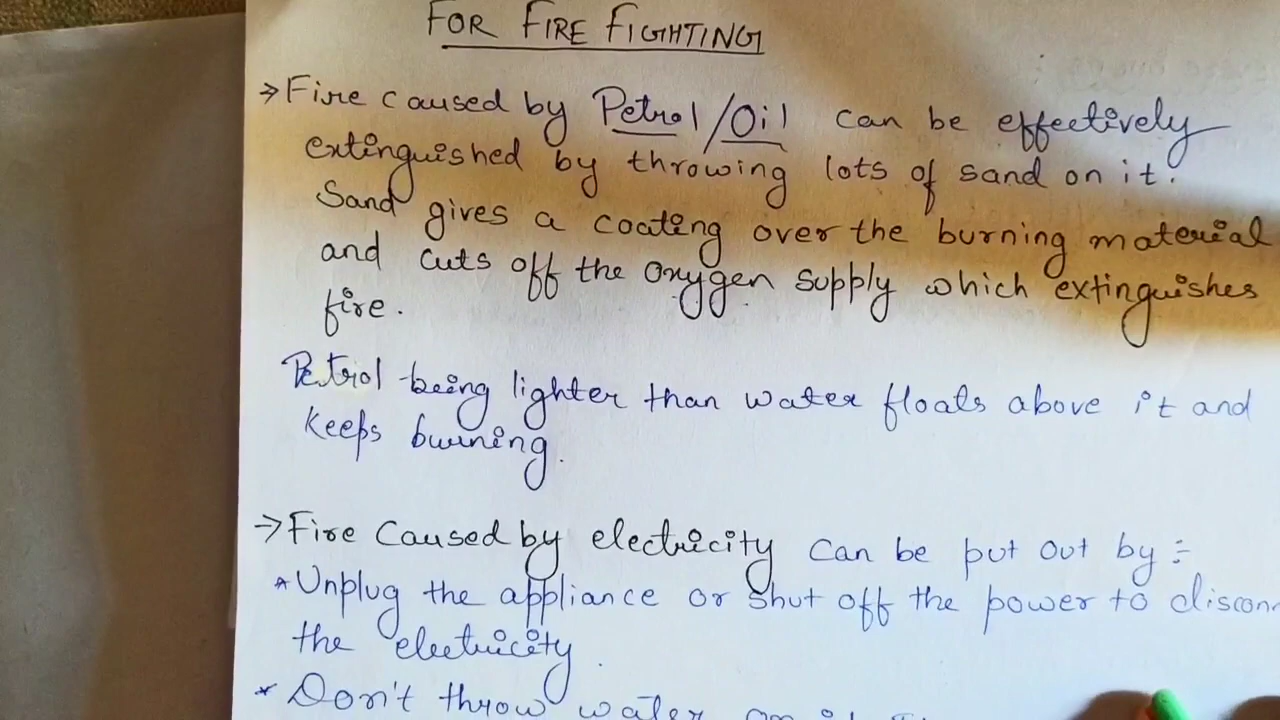 FOR FIRE FIGHTING
→ Fire caused by Petrol/Oil can be effectively
extinguished by throwing lots of sand on it.
Sand gives a coating over the burning material
and cuts off the oxygen supply which extinguishes
fire.
Petrol being lighter than water floats above it and
keeps burning.
→ Fire caused by electricity can be put out by :-
* Unplug the appliance or shut off the power to discon
the electricity.
* Don't throw water on it